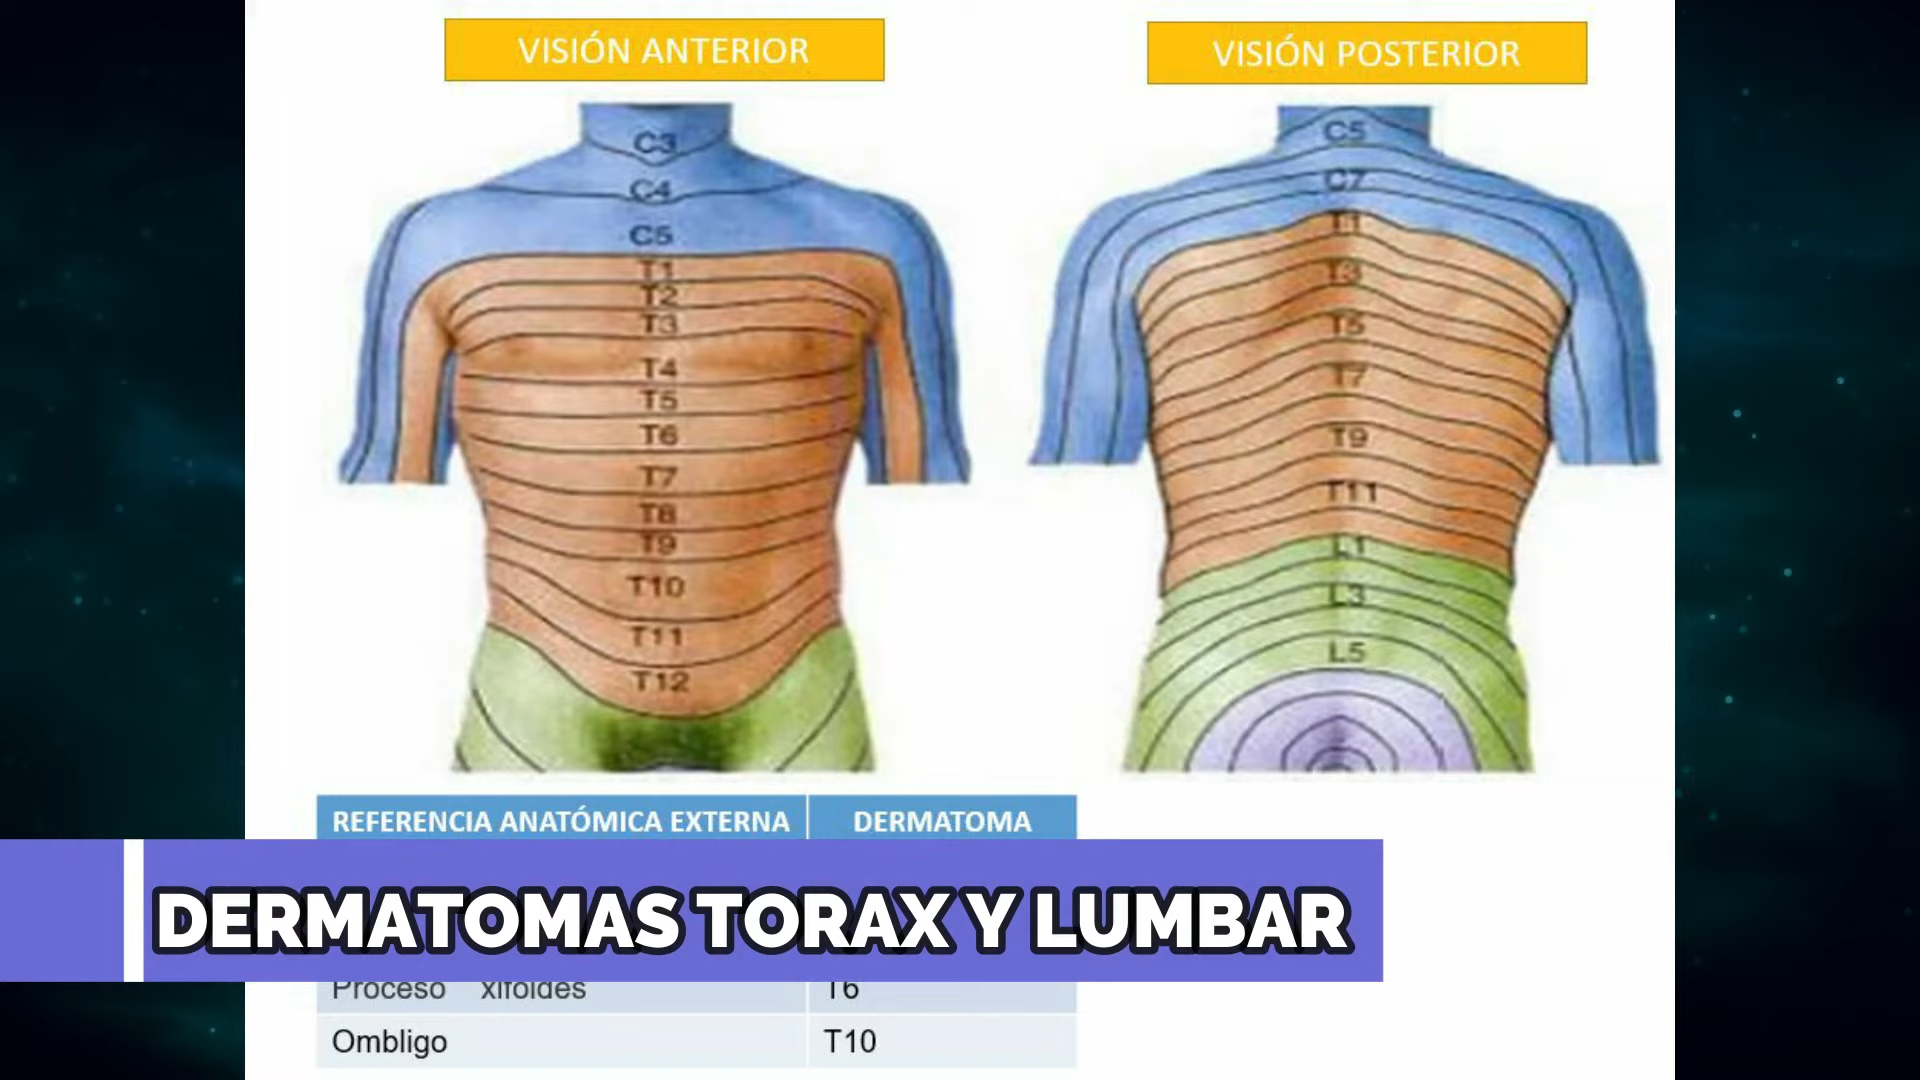 VISIÓN ANTERIOR
VISIÓN POSTERIOR
C3
C4
C5
T1
T2
T3
T4
T5
T6
T7
T8
T9
T10
T11
T12
C5
C7
T1
T3
T5
T7
T9
T11
L1
L3
L5
REFERENCIA ANATÓMICA EXTERNA DERMATOMA
DERMATOMAS TORAX Y LUMBAR
Proceso xifoides T6
Ombligo T10